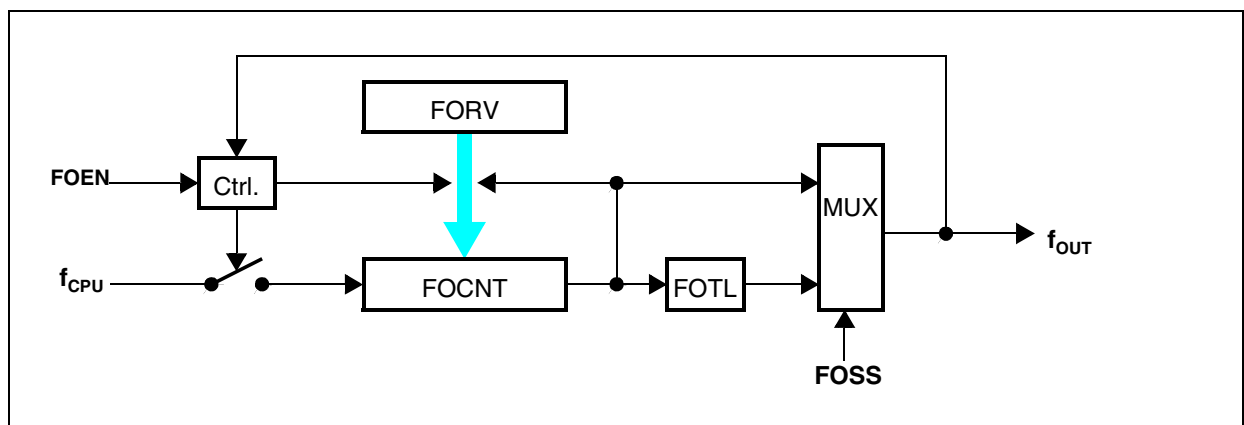 FORV
FOEN
Ctrl.
MUX
fOUT
fCPU
FOCNT
FOTL
FOSS